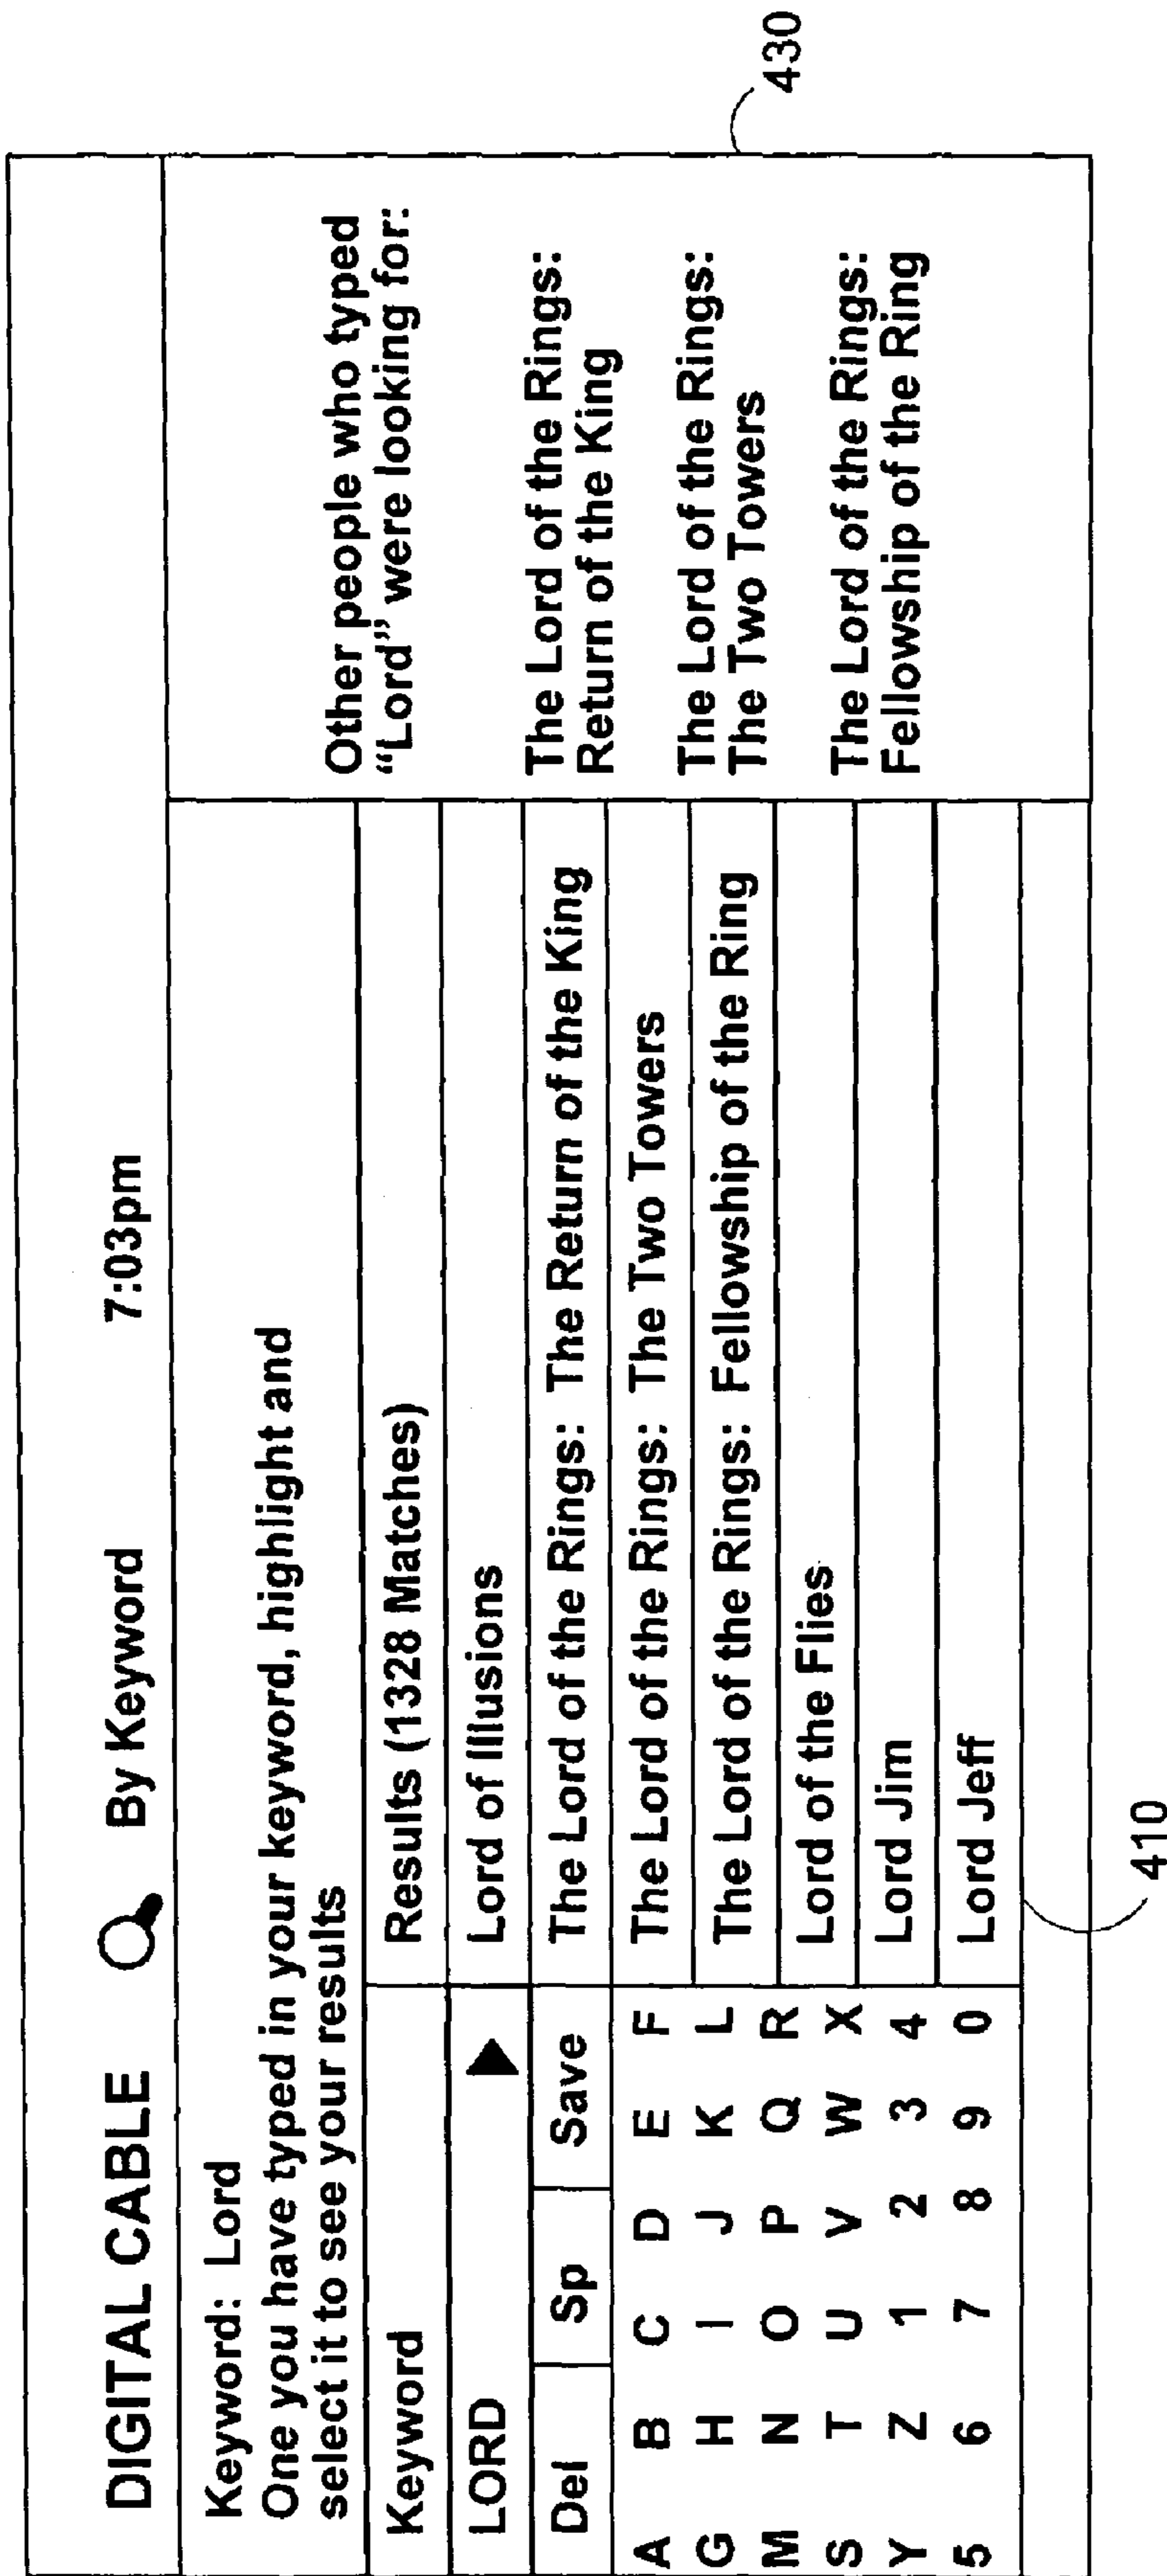 DIGITAL CABLE By Keyword 7:03pm
Keyword: Lord
One you have typed in your keyword, highlight and
select it to see your results
Keyword
LORD
Del Sp Save
A B C D E F
G H I J K L
M N O P Q R
S T U V W X
Y Z 1 2 3 4
5 6 7 8 9 0
Results (1328 Matches)
Lord of Illusions
The Lord of the Rings: The Return of the King
The Lord of the Rings: The Two Towers
The Lord of the Rings: Fellowship of the Ring
Lord of the Flies
Lord Jim
Lord Jeff
Other people who typed
“Lord” were looking for:
The Lord of the Rings:
Return of the King
The Lord of the Rings:
The Two Towers
The Lord of the Rings:
Fellowship of the Ring
430
410